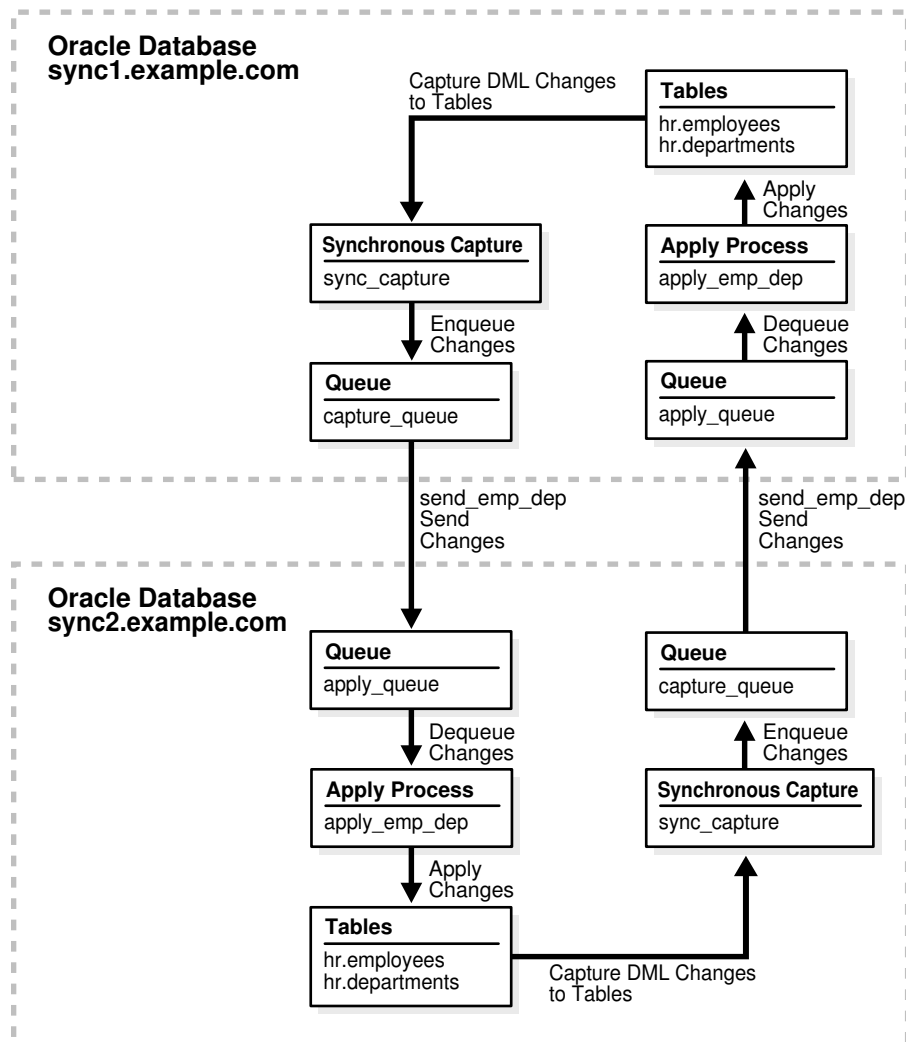 Oracle Database
sync1.example.com
Capture DML Changes
to Tables
Tables
hr.employees
hr.departments
Apply
Changes
Synchronous Capture
sync_capture
Apply Process
apply_emp_dep
Enqueue
Changes
Dequeue
Changes
Queue
capture_queue
Queue
apply_queue
send_emp_dep
Send
Changes
send_emp_dep
Send
Changes
Oracle Database
sync2.example.com
Queue
apply_queue
Queue
capture_queue
Dequeue
Changes
Enqueue
Changes
Apply Process
apply_emp_dep
Synchronous Capture
sync_capture
Apply
Changes
Tables
hr.employees
hr.departments
Capture DML Changes
to Tables